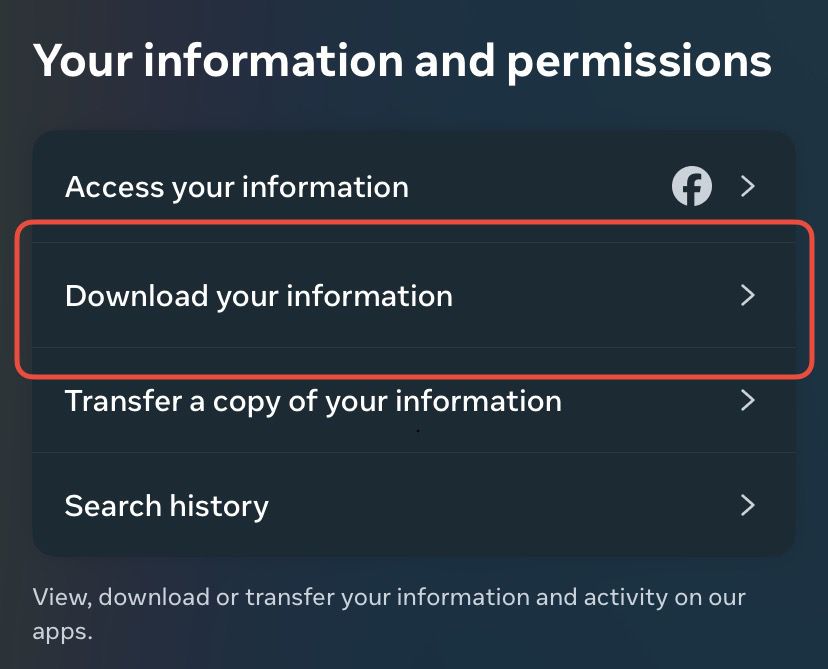 Your information and permissions
Access your information
Download your information
Transfer a copy of your information
Search history
View, download or transfer your information and activity on our
apps.